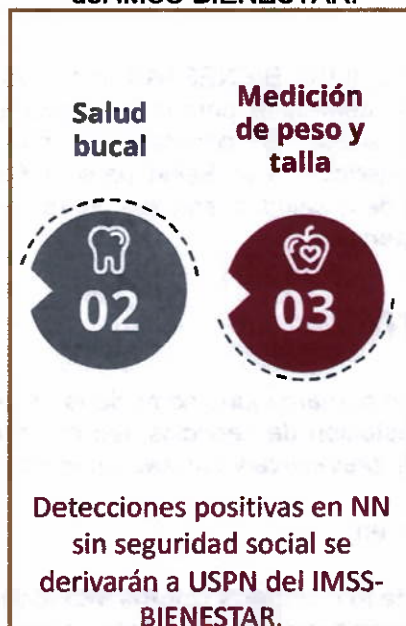 Salud
bucal
Medición
de peso y
talla
02
03
Detecciones positivas en NN
sin seguridad social se
derivarán a USPN del IMSS-
BIENESTAR.